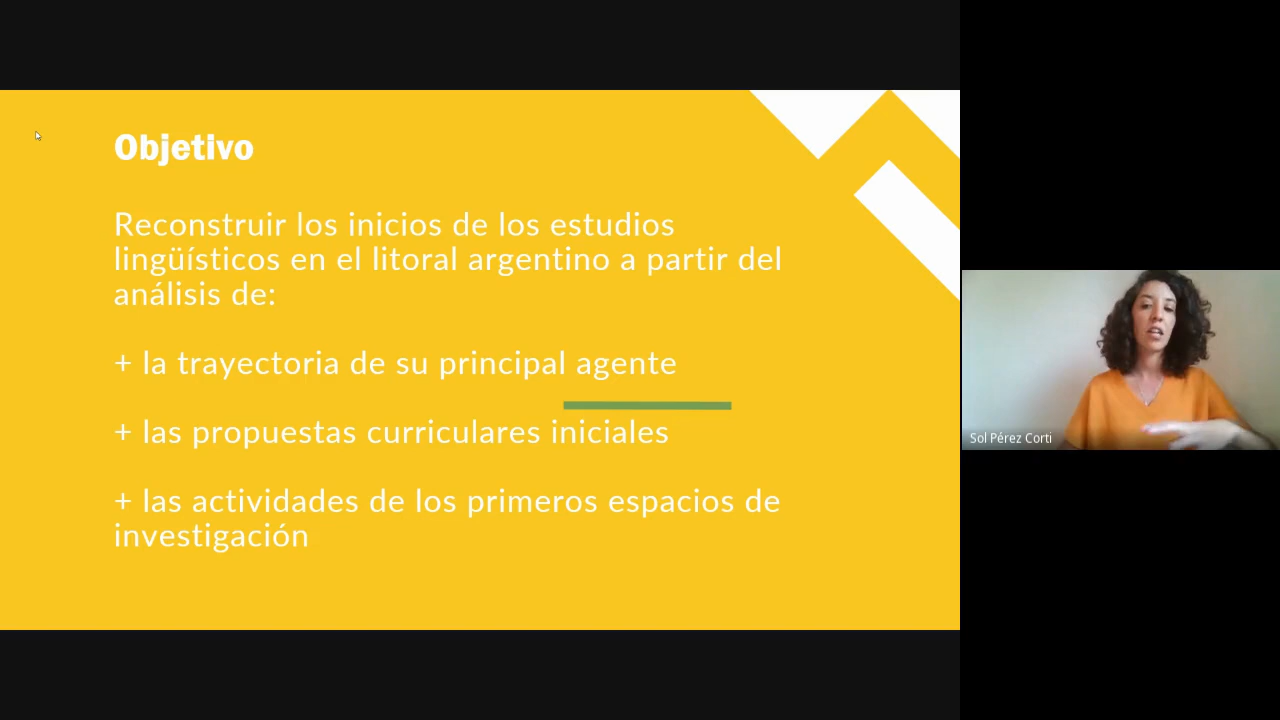 Objetivo
Reconstruir los inicios de los estudios
lingüísticos en el litoral argentino a partir del
análisis de:
+ la trayectoria de su principal agente
+ las propuestas curriculares iniciales
+ las actividades de los primeros espacios de
investigación
Sol Pérez Corti